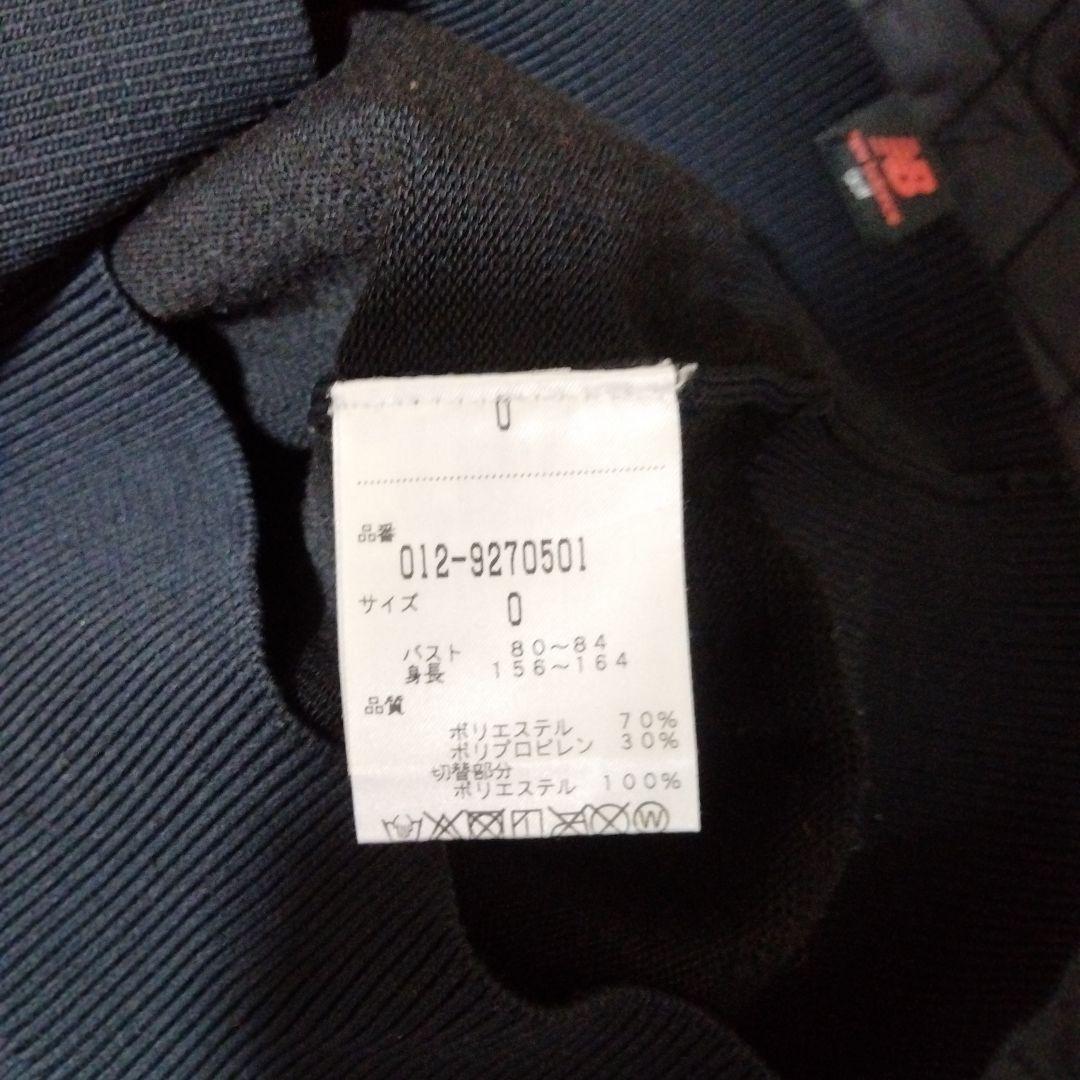 NB
0
品番
012-9270501
サイズ 0
バスト 80～84
身長 156～164
品質
ポリエステル 70%
ポリプロピレン 30%
切替部分
ポリエステル 100%
W